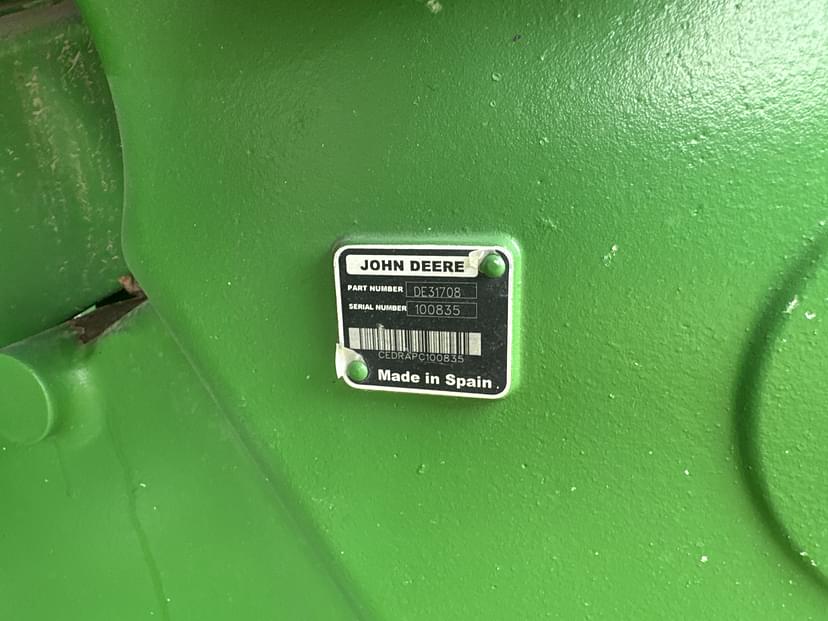 JOHN DEERE
PART NUMBER DE31708
SERIAL NUMBER 100835
CEDRAPC100835
Made in Spain